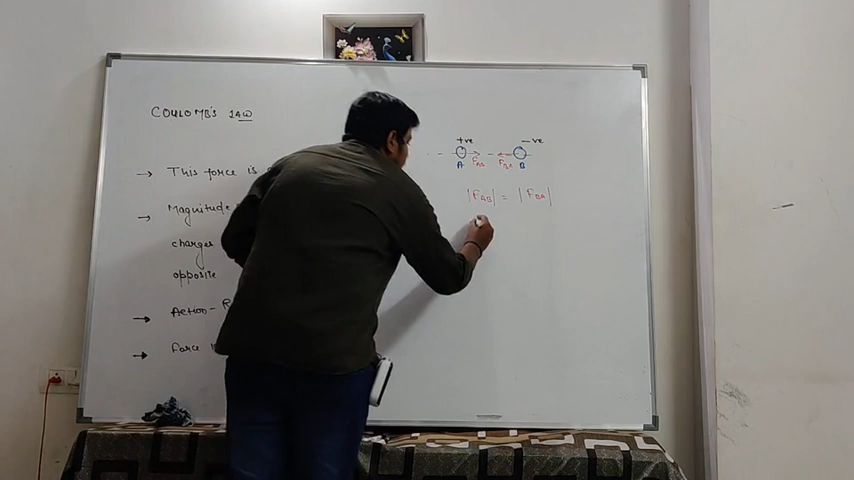 COULOMB'S LAW
→ This force is
→ Magnitude
charges
opposite
→ Action - R
→ Force
+ve -ve
A F_AB F_BA B
|F_AB| = |F_BA|